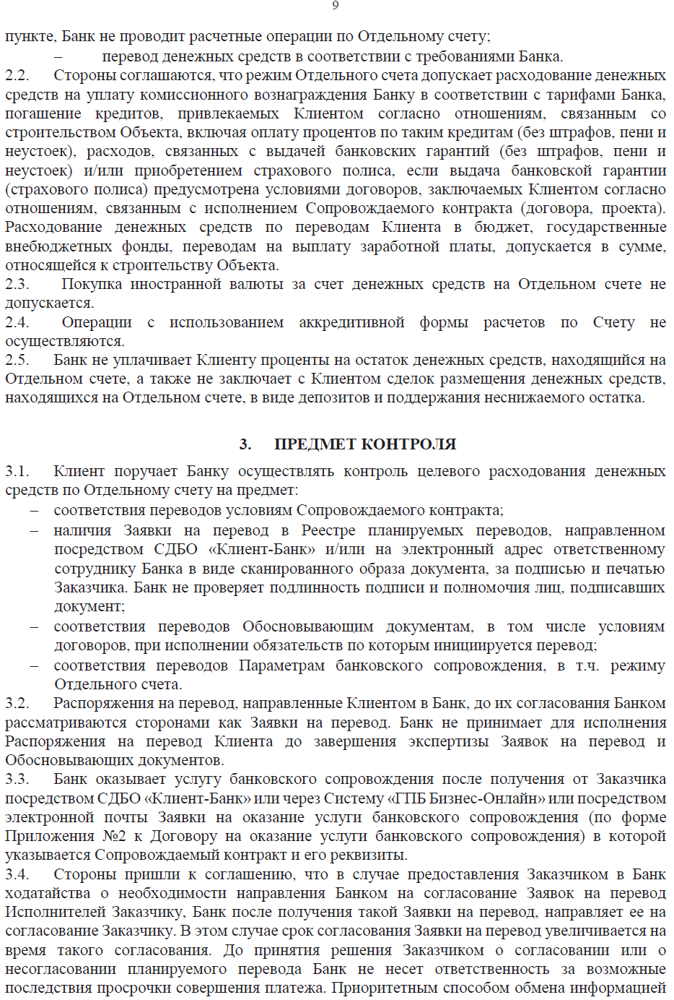 9
пункте, Банк не проводит расчетные операции по Отдельному счету;
– перевод денежных средств в соответствии с требованиями Банка.
2.2. Стороны соглашаются, что режим Отдельного счета допускает расходование денежных
средств на уплату комиссионного вознаграждения Банку в соответствии с тарифами Банка,
погашение кредитов, привлекаемых Клиентом согласно отношениям, связанным со
строительством Объекта, включая оплату процентов по таким кредитам (без штрафов, пени и
неустоек), расходов, связанных с выдачей банковских гарантий (без штрафов, пени и
неустоек) и/или приобретением страхового полиса, если выдача банковской гарантии
(страхового полиса) предусмотрена условиями договоров, заключаемых Клиентом согласно
отношениям, связанным с исполнением Сопровождаемого контракта (договора, проекта).
Расходование денежных средств по переводам Клиента в бюджет, государственные
внебюджетных фонды, переводам на выплату заработной платы, допускается в сумме,
относящейся к строительству Объекта.
2.3. Покупка иностранной валюты за счет денежных средств на Отдельном счете не
допускается.
2.4. Операции с использованием аккредитивной формы расчетов по Счету не
осуществляются.
2.5. Банк не уплачивает Клиенту проценты на остаток денежных средств, находящийся на
Отдельном счете, а также не заключает с Клиентом сделок размещения денежных средств,
находящихся на Отдельном счете, в виде депозитов и поддержания неснижаемого остатка.
3. ПРЕДМЕТ КОНТРОЛЯ
3.1. Клиент поручает Банку осуществлять контроль целевого расходования денежных
средств по Отдельному счету на предмет:
– соответствия переводов условиям Сопровождаемого контракта;
– наличия Заявки на перевод в Реестре планируемых переводов, направленном
посредством СДБО «Клиент-Банк» и/или на электронный адрес ответственному
сотруднику Банка в виде сканированного образа документа, за подписью и печатью
Заказчика. Банк не проверяет подлинность подписи и полномочия лиц, подписавших
документ;
– соответствия переводов Обосновывающим документам, в том числе условиям
договоров, при исполнении обязательств по которым инициируется перевод;
– соответствия переводов Параметрам банковского сопровождения, в т.ч. режиму
Отдельного счета.
3.2. Распоряжения на перевод, направленные Клиентом в Банк, до их согласования Банком
рассматриваются сторонами как Заявки на перевод. Банк не принимает для исполнения
Распоряжения на перевод Клиента до завершения экспертизы Заявок на перевод и
Обосновывающих документов.
3.3. Банк оказывает услугу банковского сопровождения после получения от Заказчика
посредством СДБО «Клиент-Банк» или через Систему «ГПБ Бизнес-Онлайн» или посредством
электронной почты Заявки на оказание услуги банковского сопровождения (по форме
Приложения №2 к Договору на оказание услуги банковского сопровождения) в которой
указывается Сопровождаемый контракт и его реквизиты.
3.4. Стороны пришли к соглашению, что в случае предоставления Заказчиком в Банк
ходатайства о необходимости направления Банком на согласование Заявок на перевод
Исполнителей Заказчику, Банк после получения такой Заявки на перевод, направляет ее на
согласование Заказчику. В этом случае срок согласования Заявки на перевод увеличивается на
время такого согласования. До принятия решения Заказчиком о согласовании или о
несогласовании планируемого перевода Банк не несет ответственность за возможные
последствия просрочки совершения платежа. Приоритетным способом обмена информацией